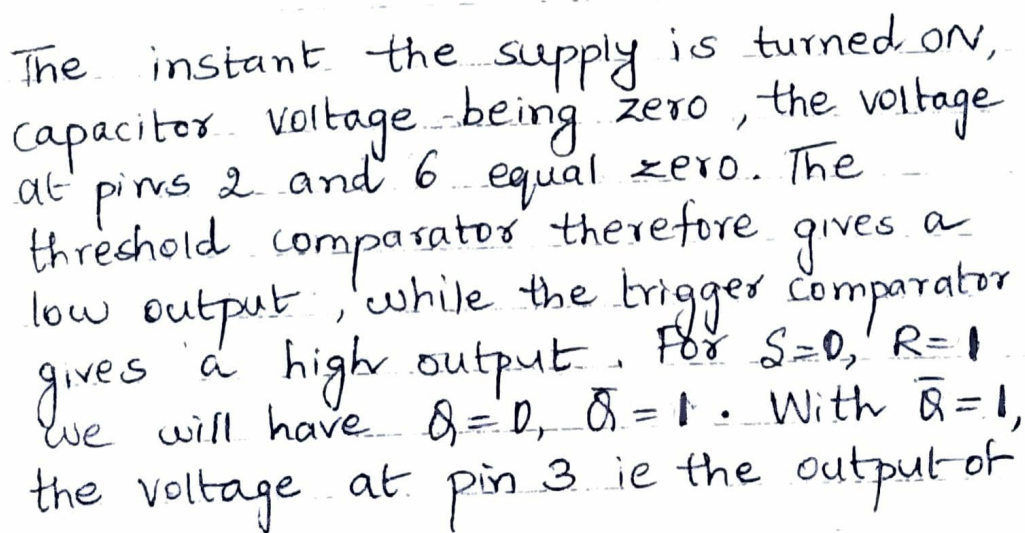 The instant the supply is turned ON,
capacitor voltage being zero, the voltage
at pins 2 and 6 equal zero. The
threshold comparator therefore gives a
low output, while the trigger comparator
gives a high output. For S=0, R=1
we will have Q=0, Q̄=1. With Q̄=1,
the voltage at pin 3 ie the output of